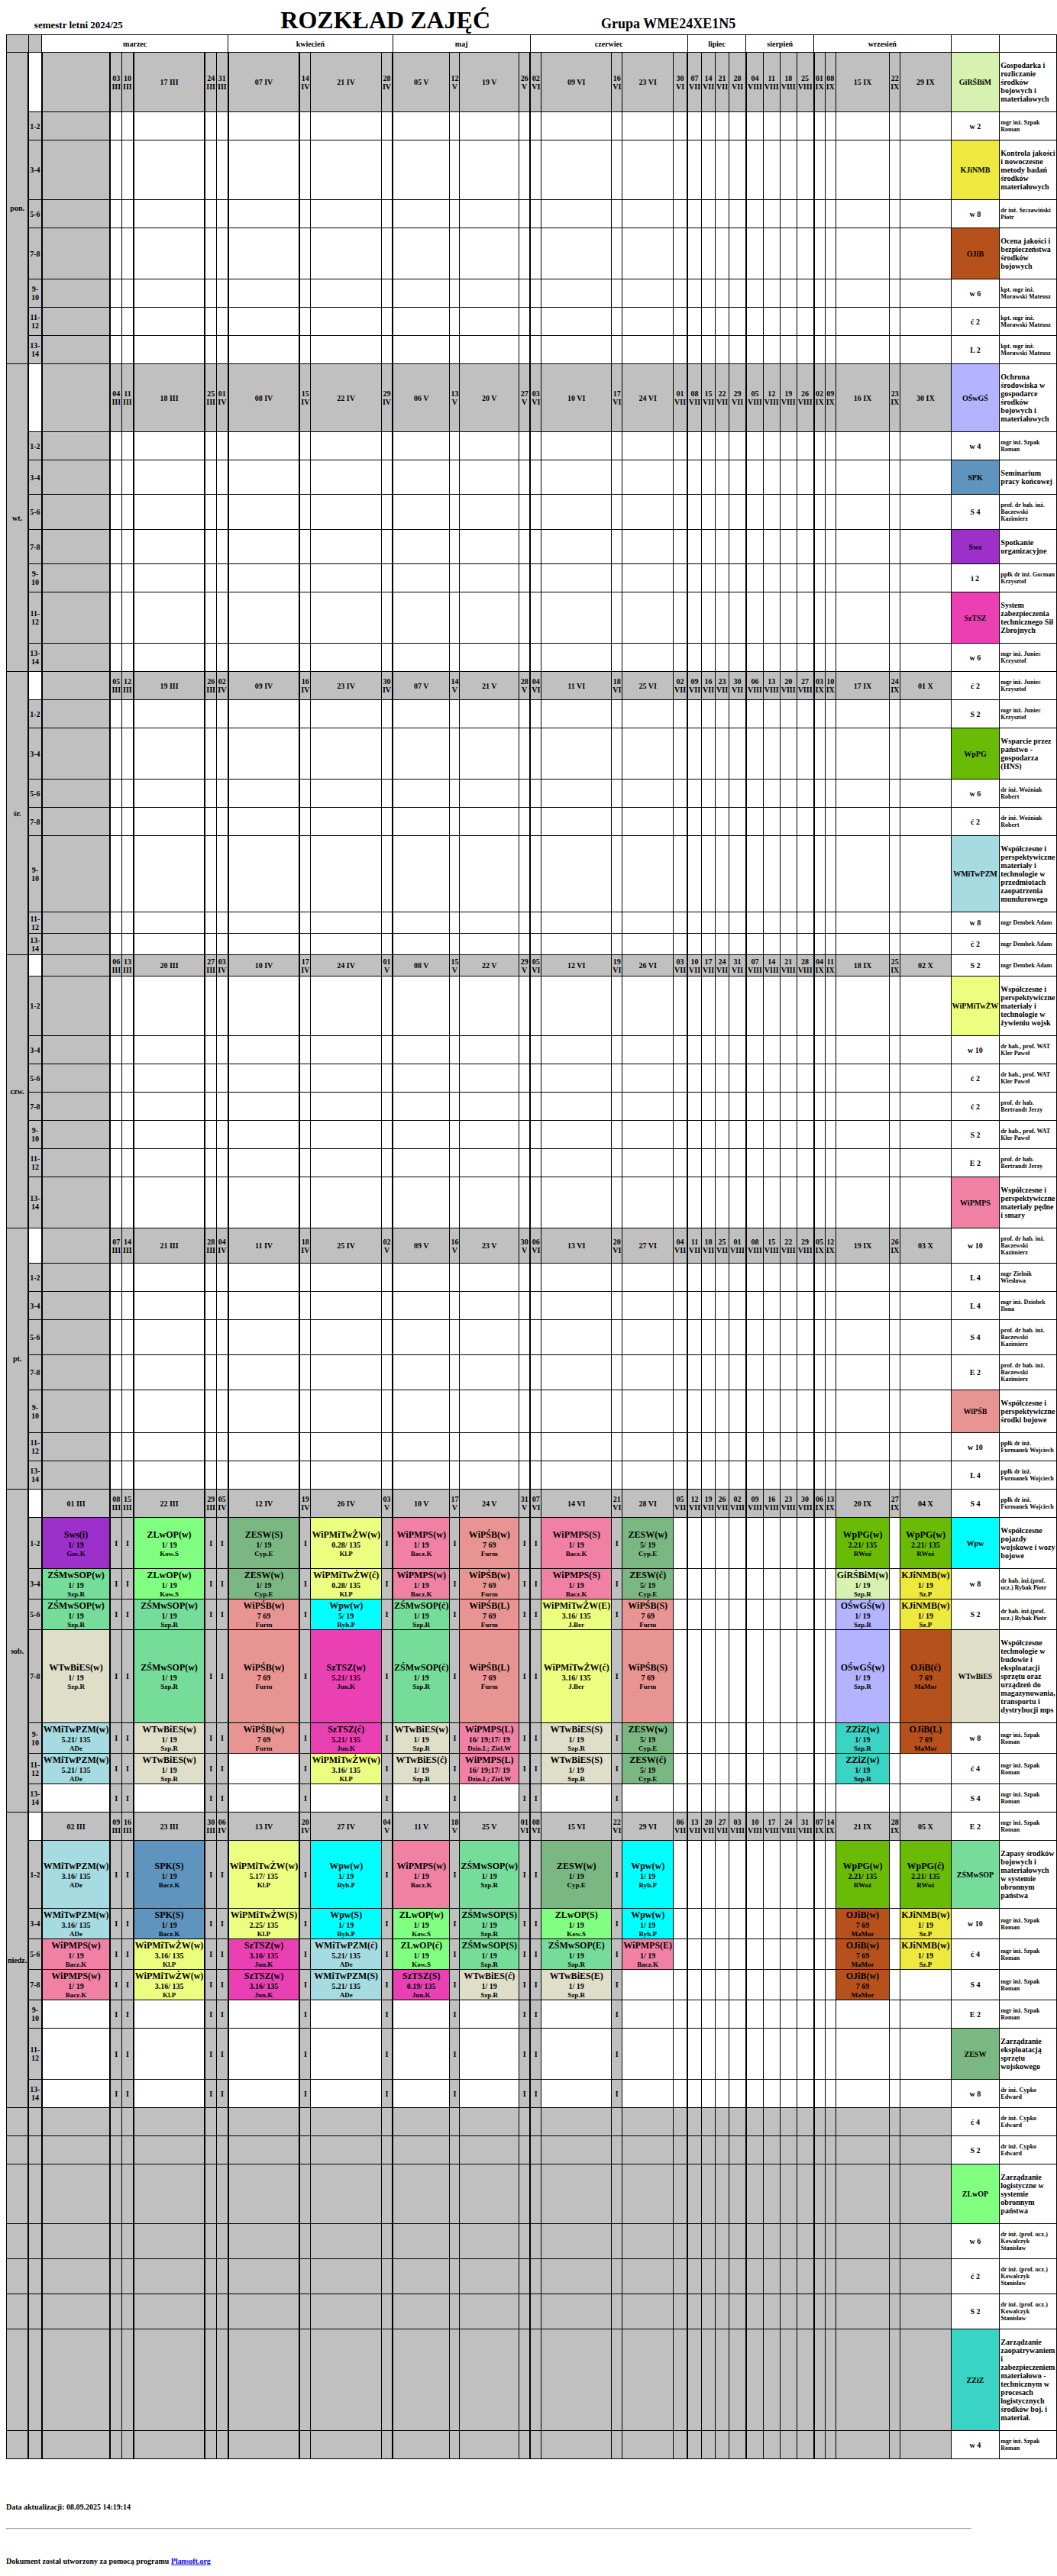 semestr letni 2024/25 ROZKŁAD ZAJĘĆ Grupa WME24XE1N5
marzec kwiecień maj czerwiec lipiec sierpień wrzesień
pon. 03 III 10 III 17 III 24 III 31 III 07 IV 14 IV 21 IV 28 IV 05 V 12 V 19 V 26 V 02 VI 09 VI 16 VI 23 VI 30 VI 07 VII 14 VII 21 VII 28 VII 04 VIII 11 VIII 18 VIII 25 VIII 01 IX 08 IX 15 IX 22 IX 29 IX GiRŚBiM Gospodarka i rozliczanie środków bojowych i materiałowych
1-2 w 2 mgr inż. Szpak Roman
3-4 KJiNMB Kontrola jakości i nowoczesne metody badań środków materiałowych
5-6 w 8 dr inż. Szczawiński Piotr
7-8 OJiB Ocena jakości i bezpieczeństwa środków bojowych
9-10 w 6 kpt. mgr inż. Morawski Mateusz
11-12 ć 2 kpt. mgr inż. Morawski Mateusz
13-14 L 2 kpt. mgr inż. Morawski Mateusz
wt. 04 III 11 III 18 III 25 III 01 IV 08 IV 15 IV 22 IV 29 IV 06 V 13 V 20 V 27 V 03 VI 10 VI 17 VI 24 VI 01 VII 08 VII 15 VII 22 VII 29 VII 05 VIII 12 VIII 19 VIII 26 VIII 02 IX 09 IX 16 IX 23 IX 30 IX OŚwGŚ Ochrona środowiska w gospodarce środków bojowych i materiałowych
1-2 w 4 mgr inż. Szpak Roman
3-4 SPK Seminarium pracy końcowej
5-6 S 4 prof. dr hab. inż. Baczewski Kazimierz
7-8 Sws Spotkanie organizacyjne
9-10 i 2 ppłk dr inż. Gocman Krzysztof
11-12 SzTSZ System zabezpieczenia technicznego Sił Zbrojnych
13-14 w 6 mgr inż. Juniec Krzysztof
śr. 05 III 12 III 19 III 26 III 02 IV 09 IV 16 IV 23 IV 30 IV 07 V 14 V 21 V 28 V 04 VI 11 VI 18 VI 25 VI 02 VII 09 VII 16 VII 23 VII 30 VII 06 VIII 13 VIII 20 VIII 27 VIII 03 IX 10 IX 17 IX 24 IX 01 X ć 2 mgr inż. Juniec Krzysztof
1-2 S 2 mgr inż. Juniec Krzysztof
3-4 WpPG Wsparcie przez państwo - gospodarza (HNS)
5-6 w 6 dr inż. Woźniak Robert
7-8 ć 2 dr inż. Woźniak Robert
9-10 WMiTwPZM Współczesne i perspektywiczne materiały i technologie w przedmiotach zaopatrzenia mundurowego
11-12 w 8 mgr Dembek Adam
13-14 ć 2 mgr Dembek Adam
czw. 06 III 13 III 20 III 27 III 03 IV 10 IV 17 IV 24 IV 01 V 08 V 15 V 22 V 29 V 05 VI 12 VI 19 VI 26 VI 03 VII 10 VII 17 VII 24 VII 31 VII 07 VIII 14 VIII 21 VIII 28 VIII 04 IX 11 IX 18 IX 25 IX 02 X S 2 mgr Dembek Adam
1-2 WiPMiTwŻW Współczesne i perspektywiczne materiały i technologie w żywieniu wojsk
3-4 w 10 dr hab., prof. WAT Kler Paweł
5-6 ć 2 dr hab., prof. WAT Kler Paweł
7-8 ć 2 prof. dr hab. Bertrandt Jerzy
9-10 S 2 dr hab., prof. WAT Kler Paweł
11-12 E 2 prof. dr hab. Bertrandt Jerzy
13-14 WiPMPS Współczesne i perspektywiczne materiały pędne i smary
pt. 07 III 14 III 21 III 28 III 04 IV 11 IV 18 IV 25 IV 02 V 09 V 16 V 23 V 30 V 06 VI 13 VI 20 VI 27 VI 04 VII 11 VII 18 VII 25 VII 01 VIII 08 VIII 15 VIII 22 VIII 29 VIII 05 IX 12 IX 19 IX 26 IX 03 X w 10 prof. dr hab. inż. Baczewski Kazimierz
1-2 L 4 mgr Zielnik Wiesława
3-4 L 4 mgr inż. Dziobek Ilona
5-6 S 4 prof. dr hab. inż. Baczewski Kazimierz
7-8 E 2 prof. dr hab. inż. Baczewski Kazimierz
9-10 WiPŚB Współczesne i perspektywiczne środki bojowe
11-12 w 10 ppłk dr inż. Furmanek Wojciech
13-14 L 4 ppłk dr inż. Furmanek Wojciech
sob. 01 III 08 III 15 III 22 III 29 III 05 IV 12 IV 19 IV 26 IV 03 V 10 V 17 V 24 V 31 V 07 VI 14 VI 21 VI 28 VI 05 VII 12 VII 19 VII 26 VII 02 VIII 09 VIII 16 VIII 23 VIII 30 VIII 06 IX 13 IX 20 IX 27 IX 04 X S 4 ppłk dr inż. Furmanek Wojciech
1-2 Sws(i) 1/ 19 Goc.K I I ZLwOP(w) 1/ 19 Kow.S I I ZESW(S) 1/ 19 Cyp.E I WiPMiTwŻW(w) 0.28/ 135 Kl.P I WiPMPS(w) 1/ 19 Bacz.K I WiPŚB(w) 7 69 Furm I I WiPMPS(S) 1/ 19 Bacz.K I ZESW(w) 5/ 19 Cyp.E WpPG(w) 2.21/ 135 RWoź WpPG(w) 2.21/ 135 RWoź Wpw Współczesne pojazdy wojskowe i wozy bojowe
3-4 ZŚMwSOP(w) 1/ 19 Szp.R I I ZLwOP(w) 1/ 19 Kow.S I I ZESW(w) 1/ 19 Cyp.E I WiPMiTwŻW(ć) 0.28/ 135 Kl.P I WiPMPS(w) 1/ 19 Bacz.K I WiPŚB(w) 7 69 Furm I I WiPMPS(S) 1/ 19 Bacz.K I ZESW(ć) 5/ 19 Cyp.E GiRŚBiM(w) 1/ 19 Szp.R KJiNMB(w) 1/ 19 Sz.P w 8 dr hab. inż.(prof. ucz.) Rybak Piotr
5-6 ZŚMwSOP(w) 1/ 19 Szp.R I I ZŚMwSOP(w) 1/ 19 Szp.R I I WiPŚB(w) 7 69 Furm I Wpw(w) 5/ 19 Ryb.P I ZŚMwSOP(ć) 1/ 19 Szp.R I WiPŚB(L) 7 69 Furm I I WiPMiTwŻW(E) 3.16/ 135 J.Ber I WiPŚB(S) 7 69 Furm OŚwGŚ(w) 1/ 19 Szp.R KJiNMB(w) 1/ 19 Sz.P S 2 dr hab. inż.(prof. ucz.) Rybak Piotr
7-8 WTwBiES(w) 1/ 19 Szp.R I I ZŚMwSOP(w) 1/ 19 Szp.R I I WiPŚB(w) 7 69 Furm I SzTSZ(w) 5.21/ 135 Jun.K I ZŚMwSOP(ć) 1/ 19 Szp.R I WiPŚB(L) 7 69 Furm I I WiPMiTwŻW(ć) 3.16/ 135 J.Ber I WiPŚB(S) 7 69 Furm OŚwGŚ(w) 1/ 19 Szp.R OJiB(ć) 7 69 MaMor WTwBiES Współczesne technologie w budowie i eksploatacji sprzętu oraz urządzeń do magazynowania, transportu i dystrybucji mps
9-10 WMiTwPZM(w) 5.21/ 135 ADe I I WTwBiES(w) 1/ 19 Szp.R I I WiPŚB(w) 7 69 Furm I SzTSZ(ć) 5.21/ 135 Jun.K I WTwBiES(w) 1/ 19 Szp.R I WiPMPS(L) 16/ 19;17/ 19 Dzio.I.; Zief.W I I WTwBiES(S) 1/ 19 Szp.R I ZESW(w) 5/ 19 Cyp.E ZZiZ(w) 1/ 19 Szp.R OJiB(L) 7 69 MaMor w 8 mgr inż. Szpak Roman
11-12 WMiTwPZM(w) 5.21/ 135 ADe I I WTwBiES(w) 1/ 19 Szp.R I I I WiPMiTwŻW(w) 3.16/ 135 Kl.P I WTwBiES(ć) 1/ 19 Szp.R I WiPMPS(L) 16/ 19;17/ 19 Dzio.I.; Zief.W I I WTwBiES(S) 1/ 19 Szp.R I ZESW(ć) 5/ 19 Cyp.E ZZiZ(w) 1/ 19 Szp.R ć 4 mgr inż. Szpak Roman
13-14 I I I I I I I I I I S 4 mgr inż. Szpak Roman
niedz. 02 III 09 III 16 III 23 III 30 III 06 IV 13 IV 20 IV 27 IV 04 V 11 V 18 V 25 V 01 VI 08 VI 15 VI 22 VI 29 VI 06 VII 13 VII 20 VII 27 VII 03 VIII 10 VIII 17 VIII 24 VIII 31 VIII 07 IX 14 IX 21 IX 28 IX 05 X E 2 mgr inż. Szpak Roman
1-2 WMiTwPZM(w) 3.16/ 135 ADe I I SPK(S) 1/ 19 Bacz.K I I WiPMiTwŻW(w) 5.17/ 135 Kl.P I Wpw(w) 1/ 19 Ryb.P I WiPMPS(w) 1/ 19 Bacz.K I ZŚMwSOP(w) 1/ 19 Szp.R I I ZESW(w) 1/ 19 Cyp.E I Wpw(w) 1/ 19 Ryb.P WpPG(w) 2.21/ 135 RWoź WpPG(ć) 2.21/ 135 RWoź ZŚMwSOP Zapasy środków bojowych i materiałowych w systemie obronnym państwa
3-4 WMiTwPZM(w) 3.16/ 135 ADe I I SPK(S) 1/ 19 Bacz.K I I WiPMiTwŻW(S) 2.25/ 135 Kl.P I Wpw(S) 1/ 19 Ryb.P I ZLwOP(w) 1/ 19 Kow.S I ZŚMwSOP(S) 1/ 19 Szp.R I I ZLwOP(S) 1/ 19 Kow.S I Wpw(w) 1/ 19 Ryb.P OJiB(w) 7 69 MaMor KJiNMB(w) 1/ 19 Sz.P w 10 mgr inż. Szpak Roman
5-6 WiPMPS(w) 1/ 19 Bacz.K I I WiPMiTwŻW(w) 3.16/ 135 Kl.P I I SzTSZ(w) 3.16/ 135 Jun.K I WMiTwPZM(ć) 5.21/ 135 ADe I ZLwOP(ć) 1/ 19 Kow.S I ZŚMwSOP(S) 1/ 19 Szp.R I I ZŚMwSOP(E) 1/ 19 Szp.R I WiPMPS(E) 1/ 19 Bacz.K OJiB(w) 7 69 MaMor KJiNMB(w) 1/ 19 Sz.P ć 4 mgr inż. Szpak Roman
7-8 WiPMPS(w) 1/ 19 Bacz.K I I WiPMiTwŻW(w) 3.16/ 135 Kl.P I I SzTSZ(w) 3.16/ 135 Jun.K I WMiTwPZM(S) 5.21/ 135 ADe I SzTSZ(S) 0.19/ 135 Jun.K I WTwBiES(ć) 1/ 19 Szp.R I I WTwBiES(E) 1/ 19 Szp.R I OJiB(w) 7 69 MaMor S 4 mgr inż. Szpak Roman
9-10 I I I I I I I I I I E 2 mgr inż. Szpak Roman
11-12 I I I I I I I I I I ZESW Zarządzanie eksploatacją sprzętu wojskowego
13-14 I I I I I I I I I I w 8 dr inż. Cypko Edward
ć 4 dr inż. Cypko Edward
S 2 dr inż. Cypko Edward
ZLwOP Zarządzanie logistyczne w systemie obronnym państwa
w 6 dr inż. (prof. ucz.) Kowalczyk Stanisław
ć 2 dr inż. (prof. ucz.) Kowalczyk Stanisław
S 2 dr inż. (prof. ucz.) Kowalczyk Stanisław
ZZiZ Zarządzanie zaopatrywaniem i zabezpieczeniem materiałowo - technicznym w procesach logistycznych środków boj. i materiał.
w 4 mgr inż. Szpak Roman
Data aktualizacji: 08.09.2025 14:19:14
Dokument został utworzony za pomocą programu Plansoft.org